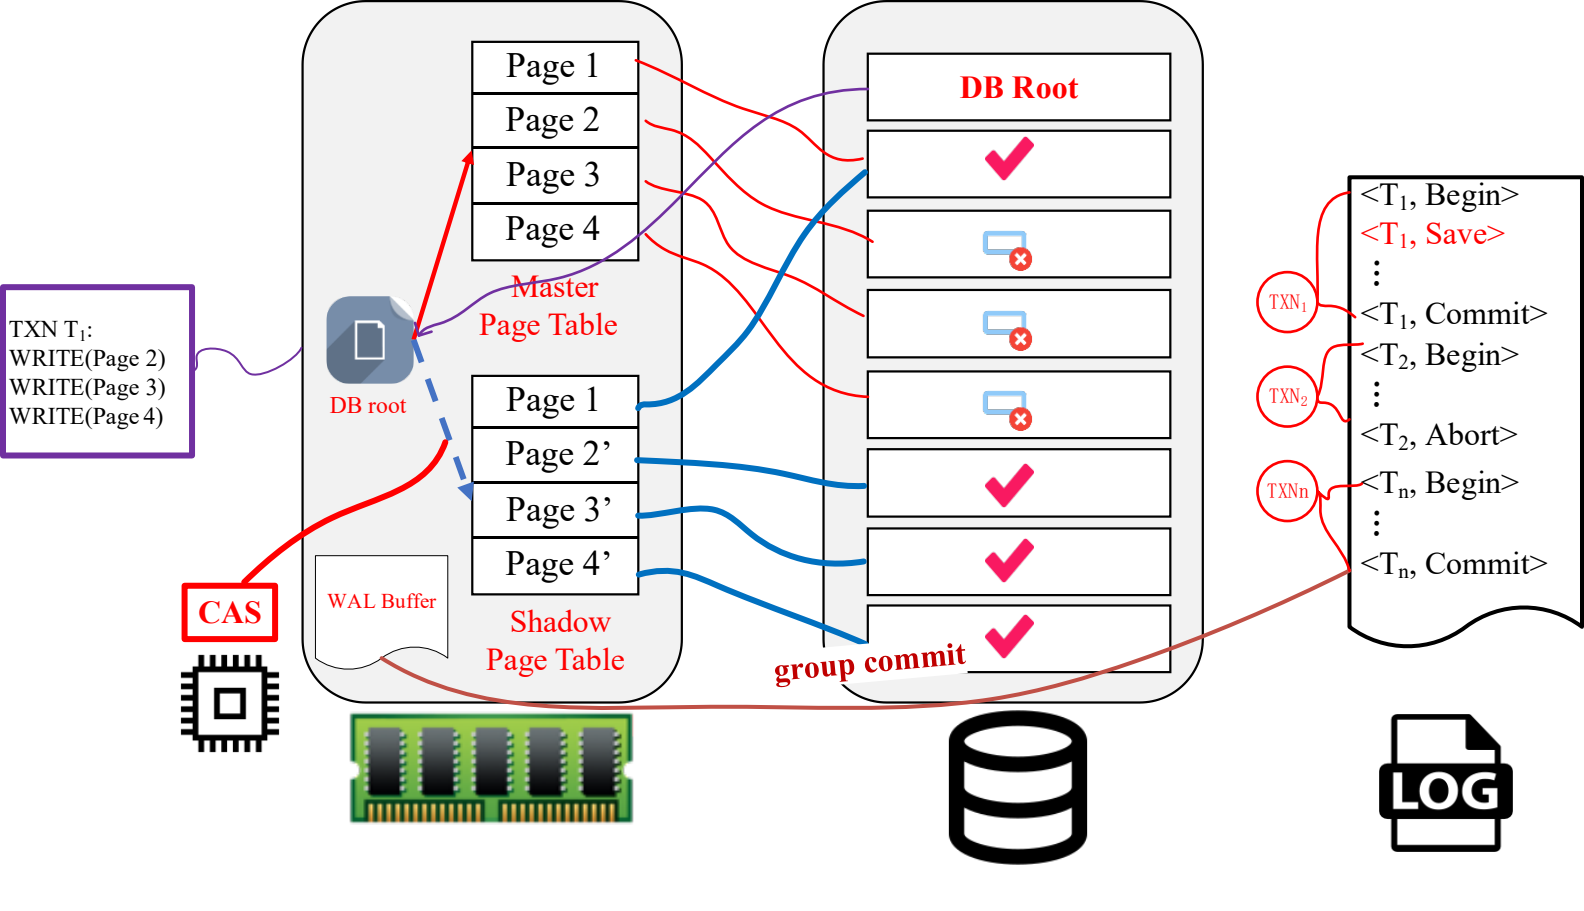 TXN T₁:
WRITE(Page 2)
WRITE(Page 3)
WRITE(Page 4)
DB root
CAS
WAL Buffer
Page 1
Page 2
Page 3
Page 4
Master
Page Table
Page 1
Page 2’
Page 3’
Page 4’
Shadow
Page Table
DB Root
group commit
TXN₁
TXN₂
TXNn
<T₁, Begin>
<T₁, Save>
⋮
<T₁, Commit>
<T₂, Begin>
⋮
<T₂, Abort>
<Tₙ, Begin>
⋮
<Tₙ, Commit>
LOG